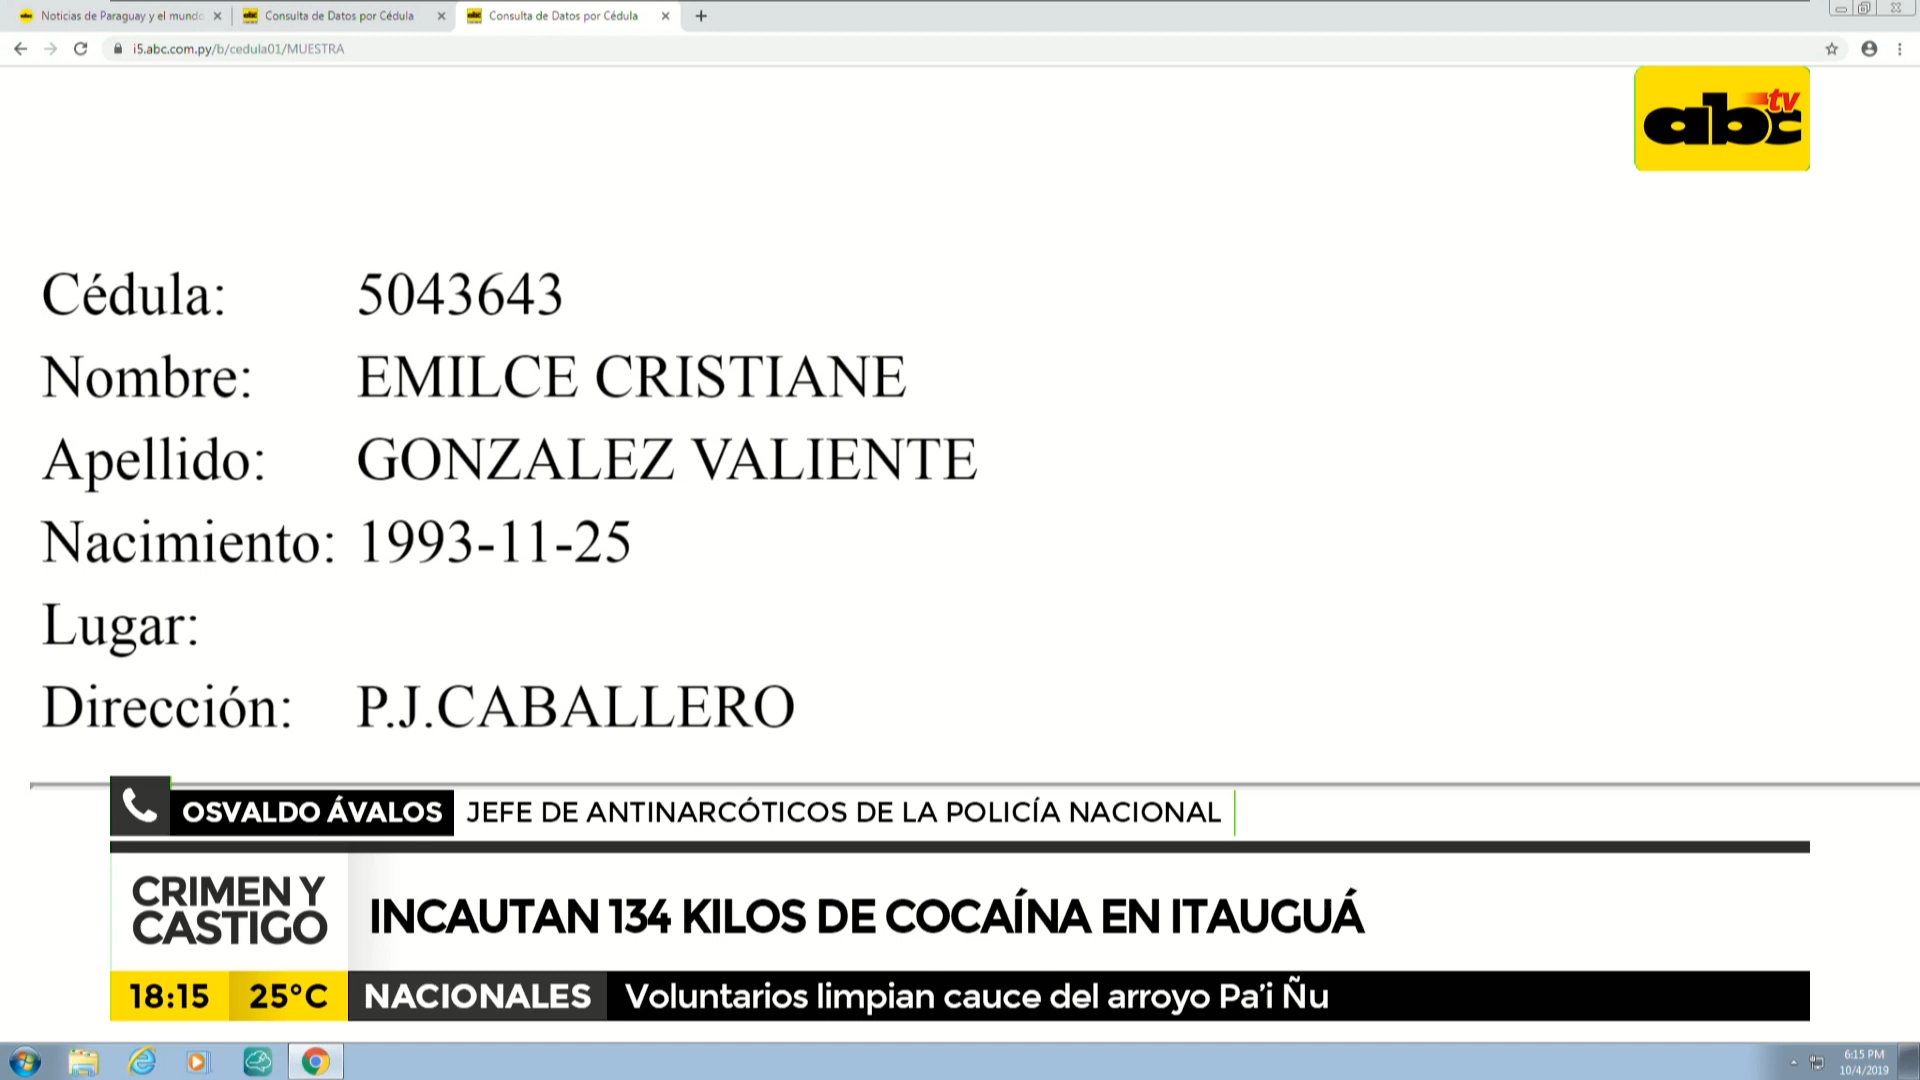 Noticias de Paraguay y el mundo
Consulta de Datos por Cédula
Consulta de Datos por Cédula
i5.abc.com.py/b/cedula01/MUESTRA
abc tv
Cédula: 5043643
Nombre: EMILCE CRISTIANE
Apellido: GONZALEZ VALIENTE
Nacimiento: 1993-11-25
Lugar:
Dirección: P.J.CABALLERO
OSVALDO ÁVALOS JEFE DE ANTINARCÓTICOS DE LA POLICÍA NACIONAL
CRIMEN Y
CASTIGO
INCAUTAN 134 KILOS DE COCAÍNA EN ITAUGUÁ
18:15 25°C NACIONALES Voluntarios limpian cauce del arroyo Pa'i Ñu
6:15 PM
10/4/2019